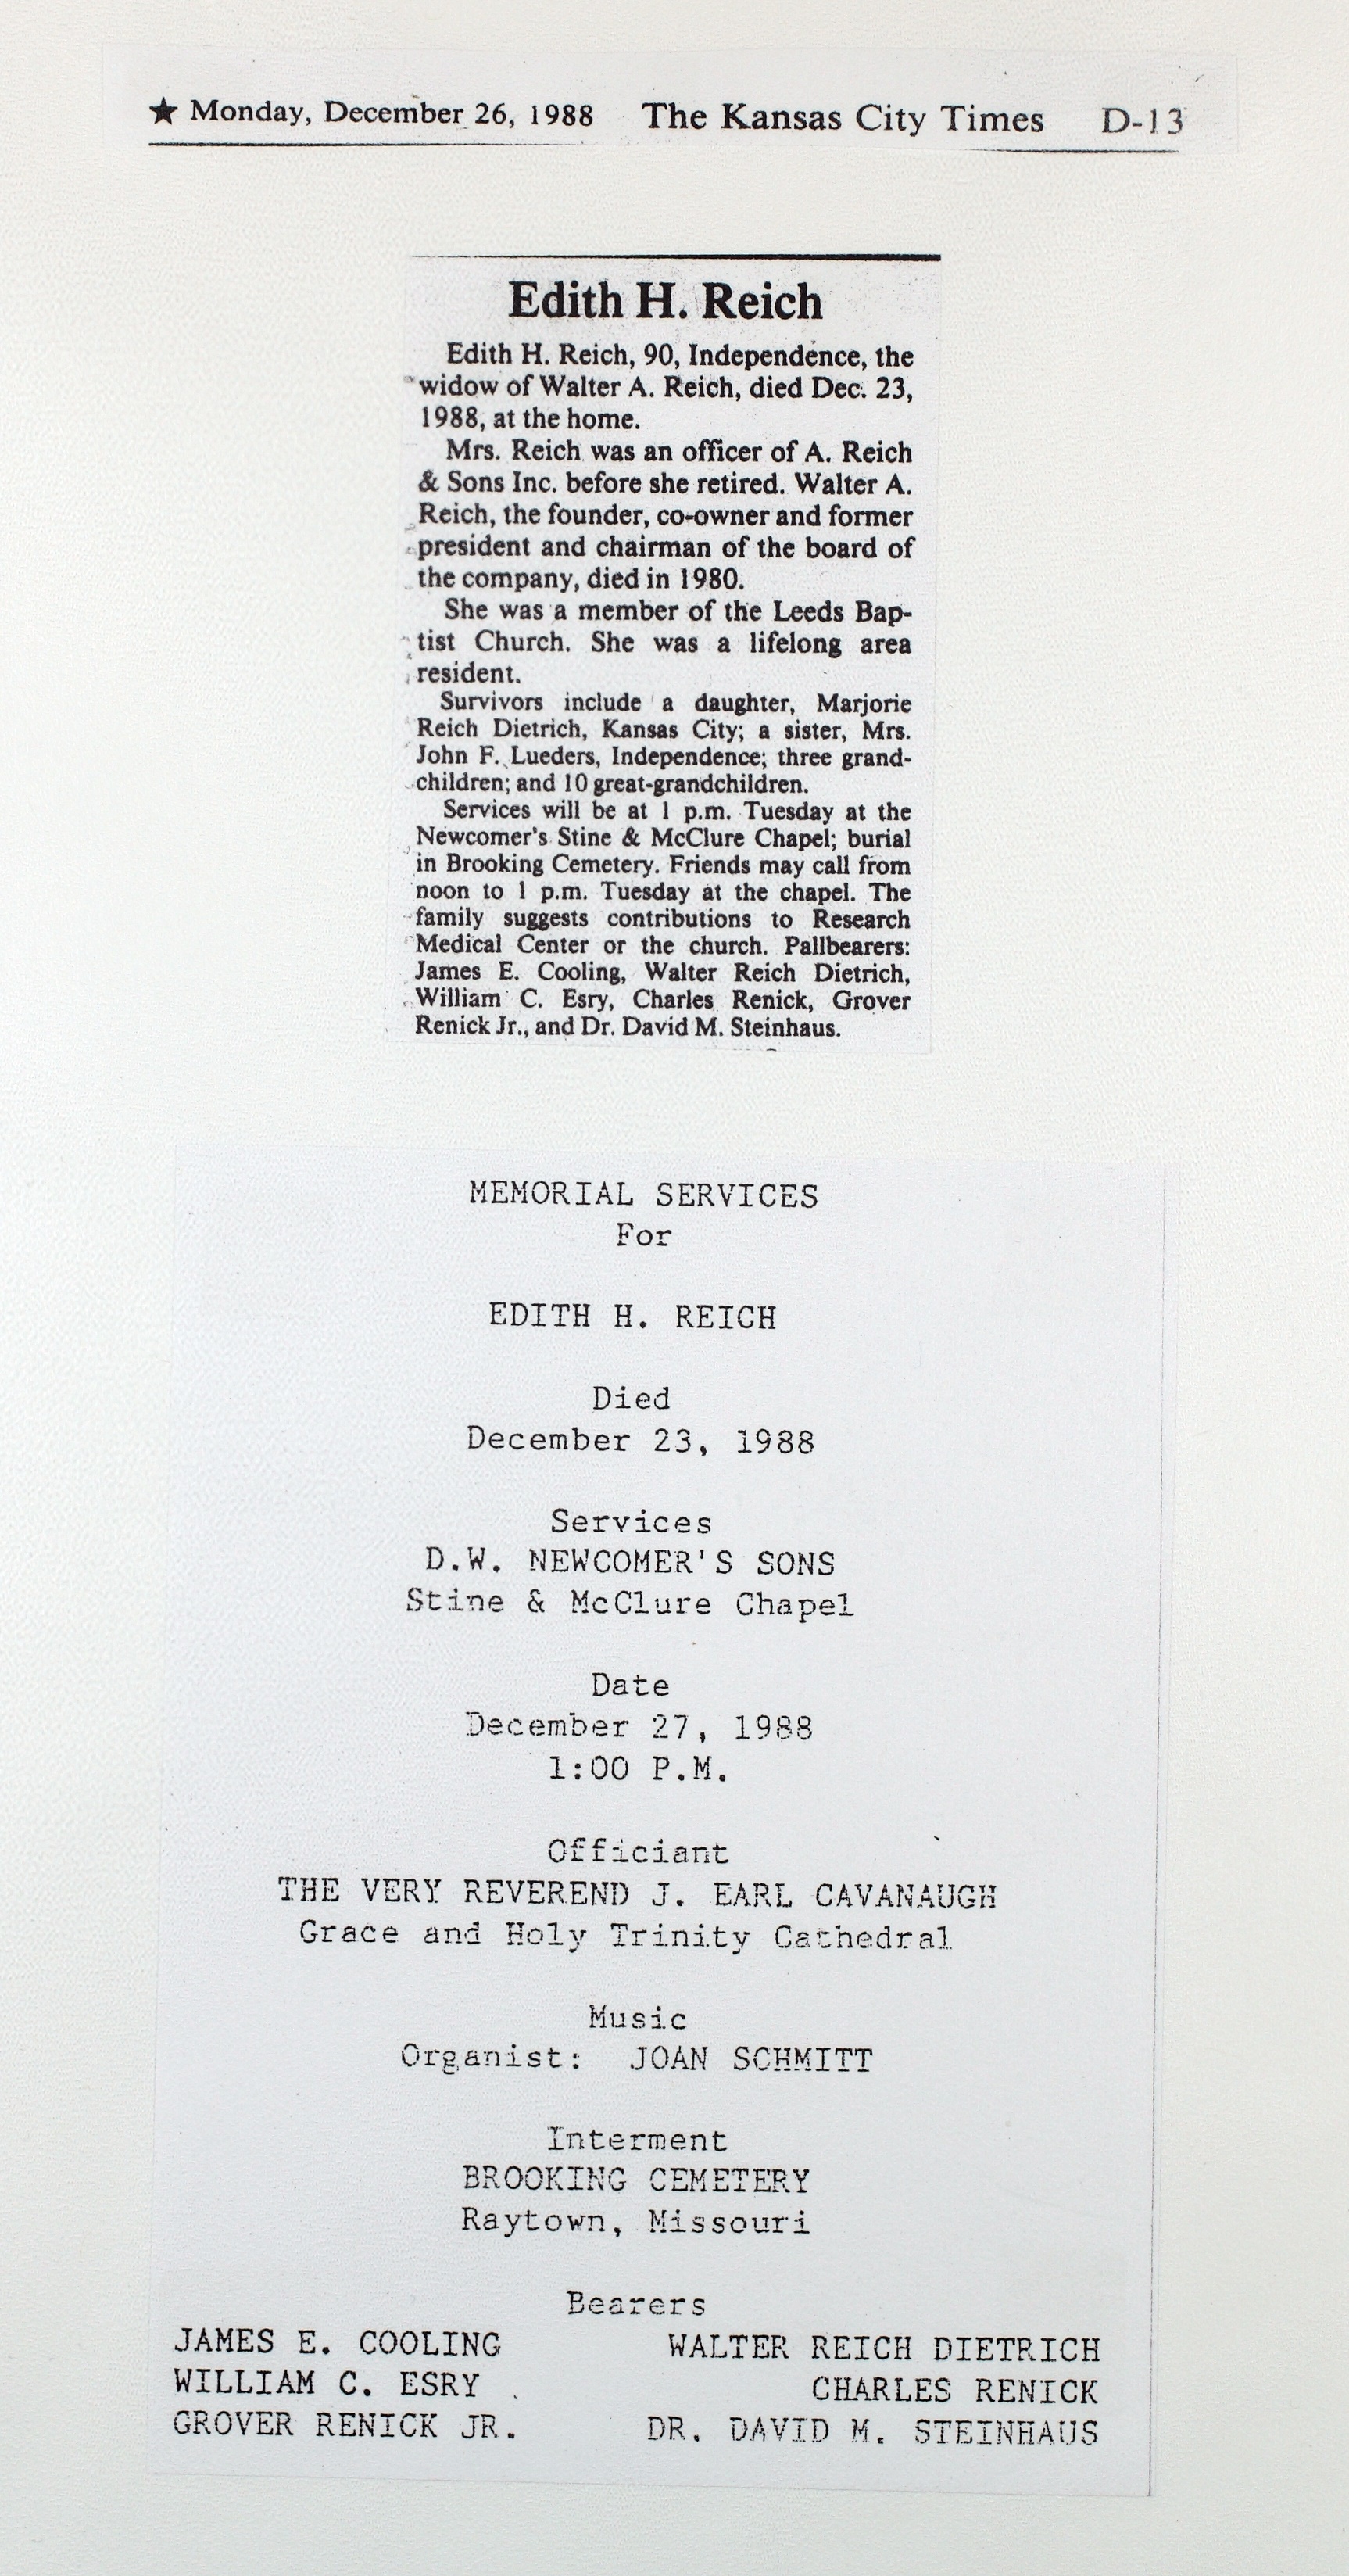 ★ Monday, December 26, 1988 The Kansas City Times D-13
Edith H. Reich
Edith H. Reich, 90, Independence, the
widow of Walter A. Reich, died Dec. 23,
1988, at the home.
Mrs. Reich was an officer of A. Reich
& Sons Inc. before she retired. Walter A.
Reich, the founder, co-owner and former
president and chairman of the board of
the company, died in 1980.
She was a member of the Leeds Bap-
tist Church. She was a lifelong area
resident.
Survivors include a daughter, Marjorie
Reich Dietrich, Kansas City; a sister, Mrs.
John F. Lueders, Independence; three grand-
children; and 10 great-grandchildren.
Services will be at 1 p.m. Tuesday at the
Newcomer's Stine & McClure Chapel; burial
in Brooking Cemetery. Friends may call from
noon to 1 p.m. Tuesday at the chapel. The
family suggests contributions to Research
Medical Center or the church. Pallbearers:
James E. Cooling, Walter Reich Dietrich,
William C. Esry, Charles Renick, Grover
Renick Jr., and Dr. David M. Steinhaus.
MEMORIAL SERVICES
For
EDITH H. REICH
Died
December 23, 1988
Services
D.W. NEWCOMER'S SONS
Stine & McClure Chapel
Date
December 27, 1988
1:00 P.M.
Officiant
THE VERY REVEREND J. EARL CAVANAUGH
Grace and Holy Trinity Cathedral
Music
Organist: JOAN SCHMITT
Interment
BROOKING CEMETERY
Raytown, Missouri
Bearers
JAMES E. COOLING WALTER REICH DIETRICH
WILLIAM C. ESRY CHARLES RENICK
GROVER RENICK JR. DR. DAVID M. STEINHAUS